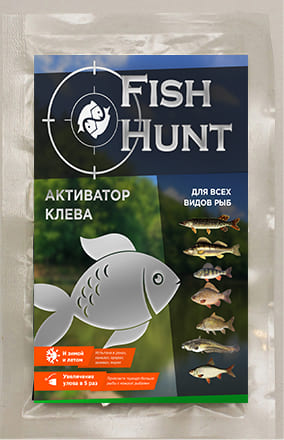 FISH
HUNT
АКТИВАТОР
КЛЕВА
ДЛЯ ВСЕХ
ВИДОВ РЫБ
И зимой
и летом
Увеличение
улова в 5 раз